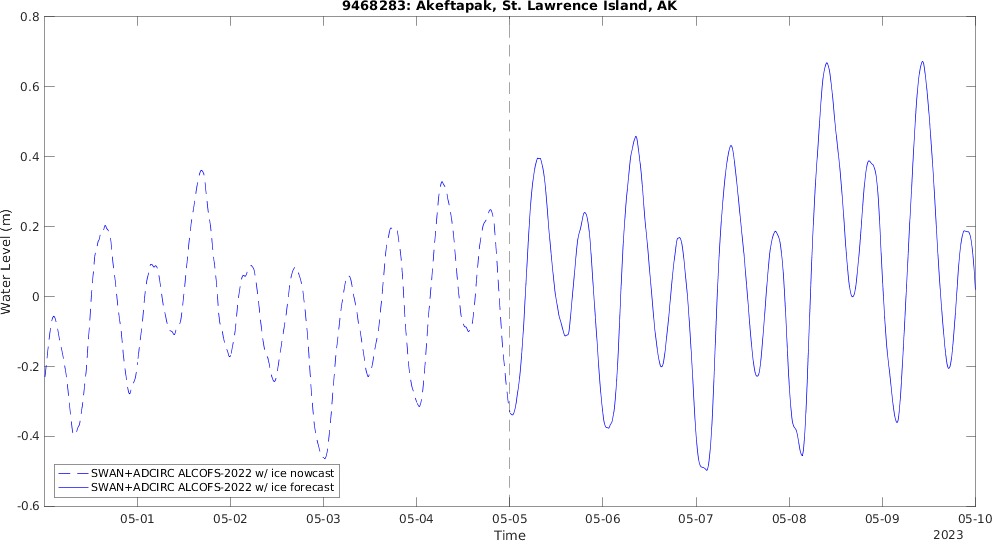 9468283: Akeftapak, St. Lawrence Island, AK
Water Level (m)
0.8
0.6
0.4
0.2
0
-0.2
-0.4
-0.6
SWAN+ADCIRC ALCOFS-2022 w/ ice nowcast
SWAN+ADCIRC ALCOFS-2022 w/ ice forecast
05-01 05-02 05-03 05-04 05-05 05-06 05-07 05-08 05-09 05-10
Time
2023